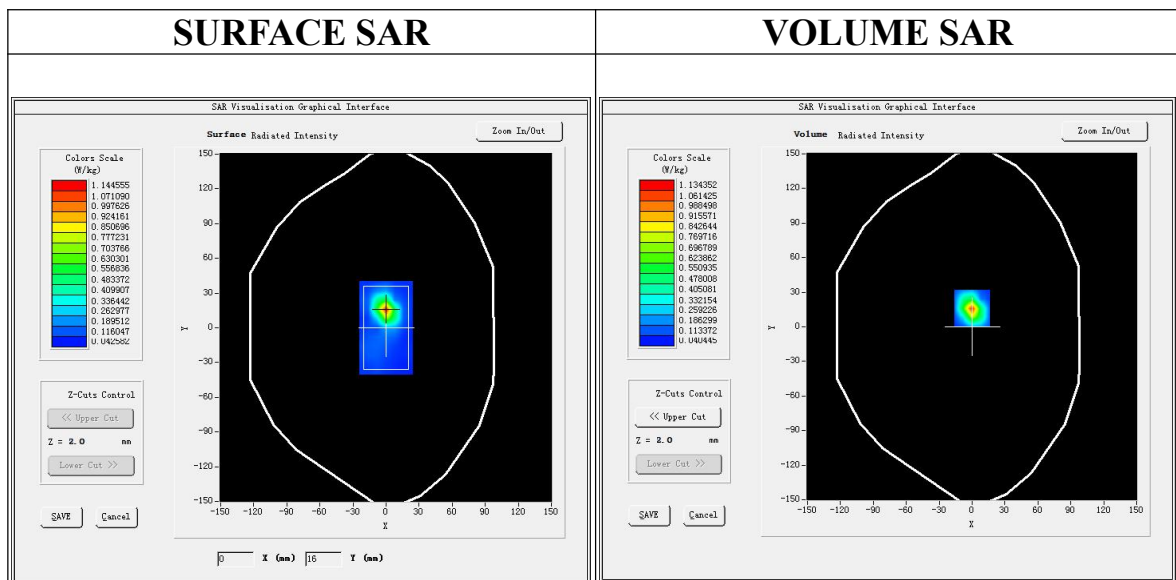 SURFACE SAR
VOLUME SAR
SAR Visualisation Graphical Interface
Surface Radiated Intensity
Zoom In/Out
Colors Scale
(W/kg)
1.144555
1.071090
0.997626
0.924161
0.850696
0.777231
0.703766
0.630301
0.556836
0.483372
0.409907
0.336442
0.262977
0.189512
0.116047
0.042582
150
120
90
60
30
0
-30
-60
-90
-120
-150
Y
-150 -120 -90 -60 -30 0 30 60 90 120 150
X
Z-Cuts Control
<< Upper Cut
Z = 2.0 mm
Lower Cut >>
SAVE Cancel
0 X (mm) 16 Y (mm)
SAR Visualisation Graphical Interface
Volume Radiated Intensity
Zoom In/Out
Colors Scale
(W/kg)
1.134352
1.061425
0.988498
0.915571
0.842644
0.769716
0.696789
0.623862
0.550935
0.478008
0.405081
0.332154
0.259226
0.186299
0.113372
0.040445
150
120
90
60
30
0
-30
-60
-90
-120
-150
Y
-150 -120 -90 -60 -30 0 30 60 90 120 150
X
Z-Cuts Control
<< Upper Cut
Z = 2.0 mm
Lower Cut >>
SAVE Cancel